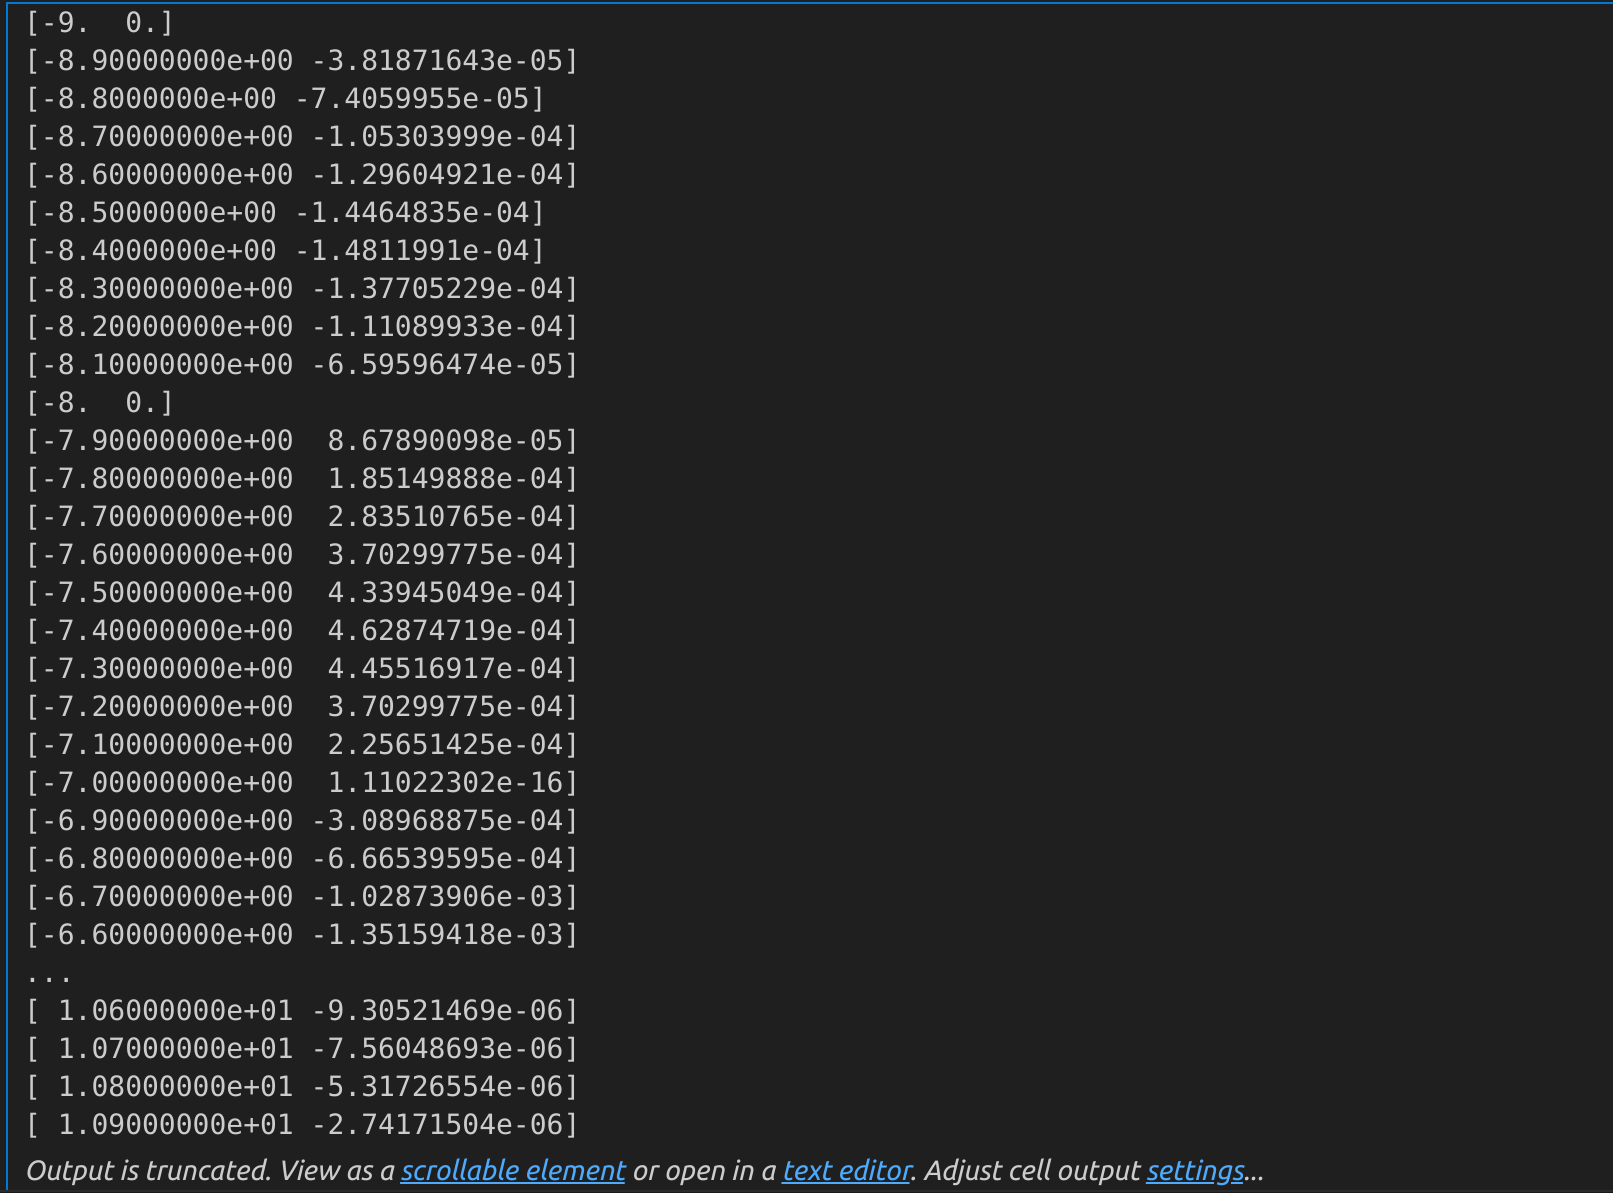 [-9.  0.]
[-8.90000000e+00 -3.81871643e-05]
[-8.8000000e+00 -7.4059955e-05]
[-8.70000000e+00 -1.05303999e-04]
[-8.60000000e+00 -1.29604921e-04]
[-8.5000000e+00 -1.4464835e-04]
[-8.4000000e+00 -1.4811991e-04]
[-8.30000000e+00 -1.37705229e-04]
[-8.20000000e+00 -1.11089933e-04]
[-8.10000000e+00 -6.59596474e-05]
[-8.  0.]
[-7.90000000e+00  8.67890098e-05]
[-7.80000000e+00  1.85149888e-04]
[-7.70000000e+00  2.83510765e-04]
[-7.60000000e+00  3.70299775e-04]
[-7.50000000e+00  4.33945049e-04]
[-7.40000000e+00  4.62874719e-04]
[-7.30000000e+00  4.45516917e-04]
[-7.20000000e+00  3.70299775e-04]
[-7.10000000e+00  2.25651425e-04]
[-7.00000000e+00  1.11022302e-16]
[-6.90000000e+00 -3.08968875e-04]
[-6.80000000e+00 -6.66539595e-04]
[-6.70000000e+00 -1.02873906e-03]
[-6.60000000e+00 -1.35159418e-03]
...
[ 1.06000000e+01 -9.30521469e-06]
[ 1.07000000e+01 -7.56048693e-06]
[ 1.08000000e+01 -5.31726554e-06]
[ 1.09000000e+01 -2.74171504e-06]
Output is truncated. View as a scrollable element or open in a text editor. Adjust cell output settings...